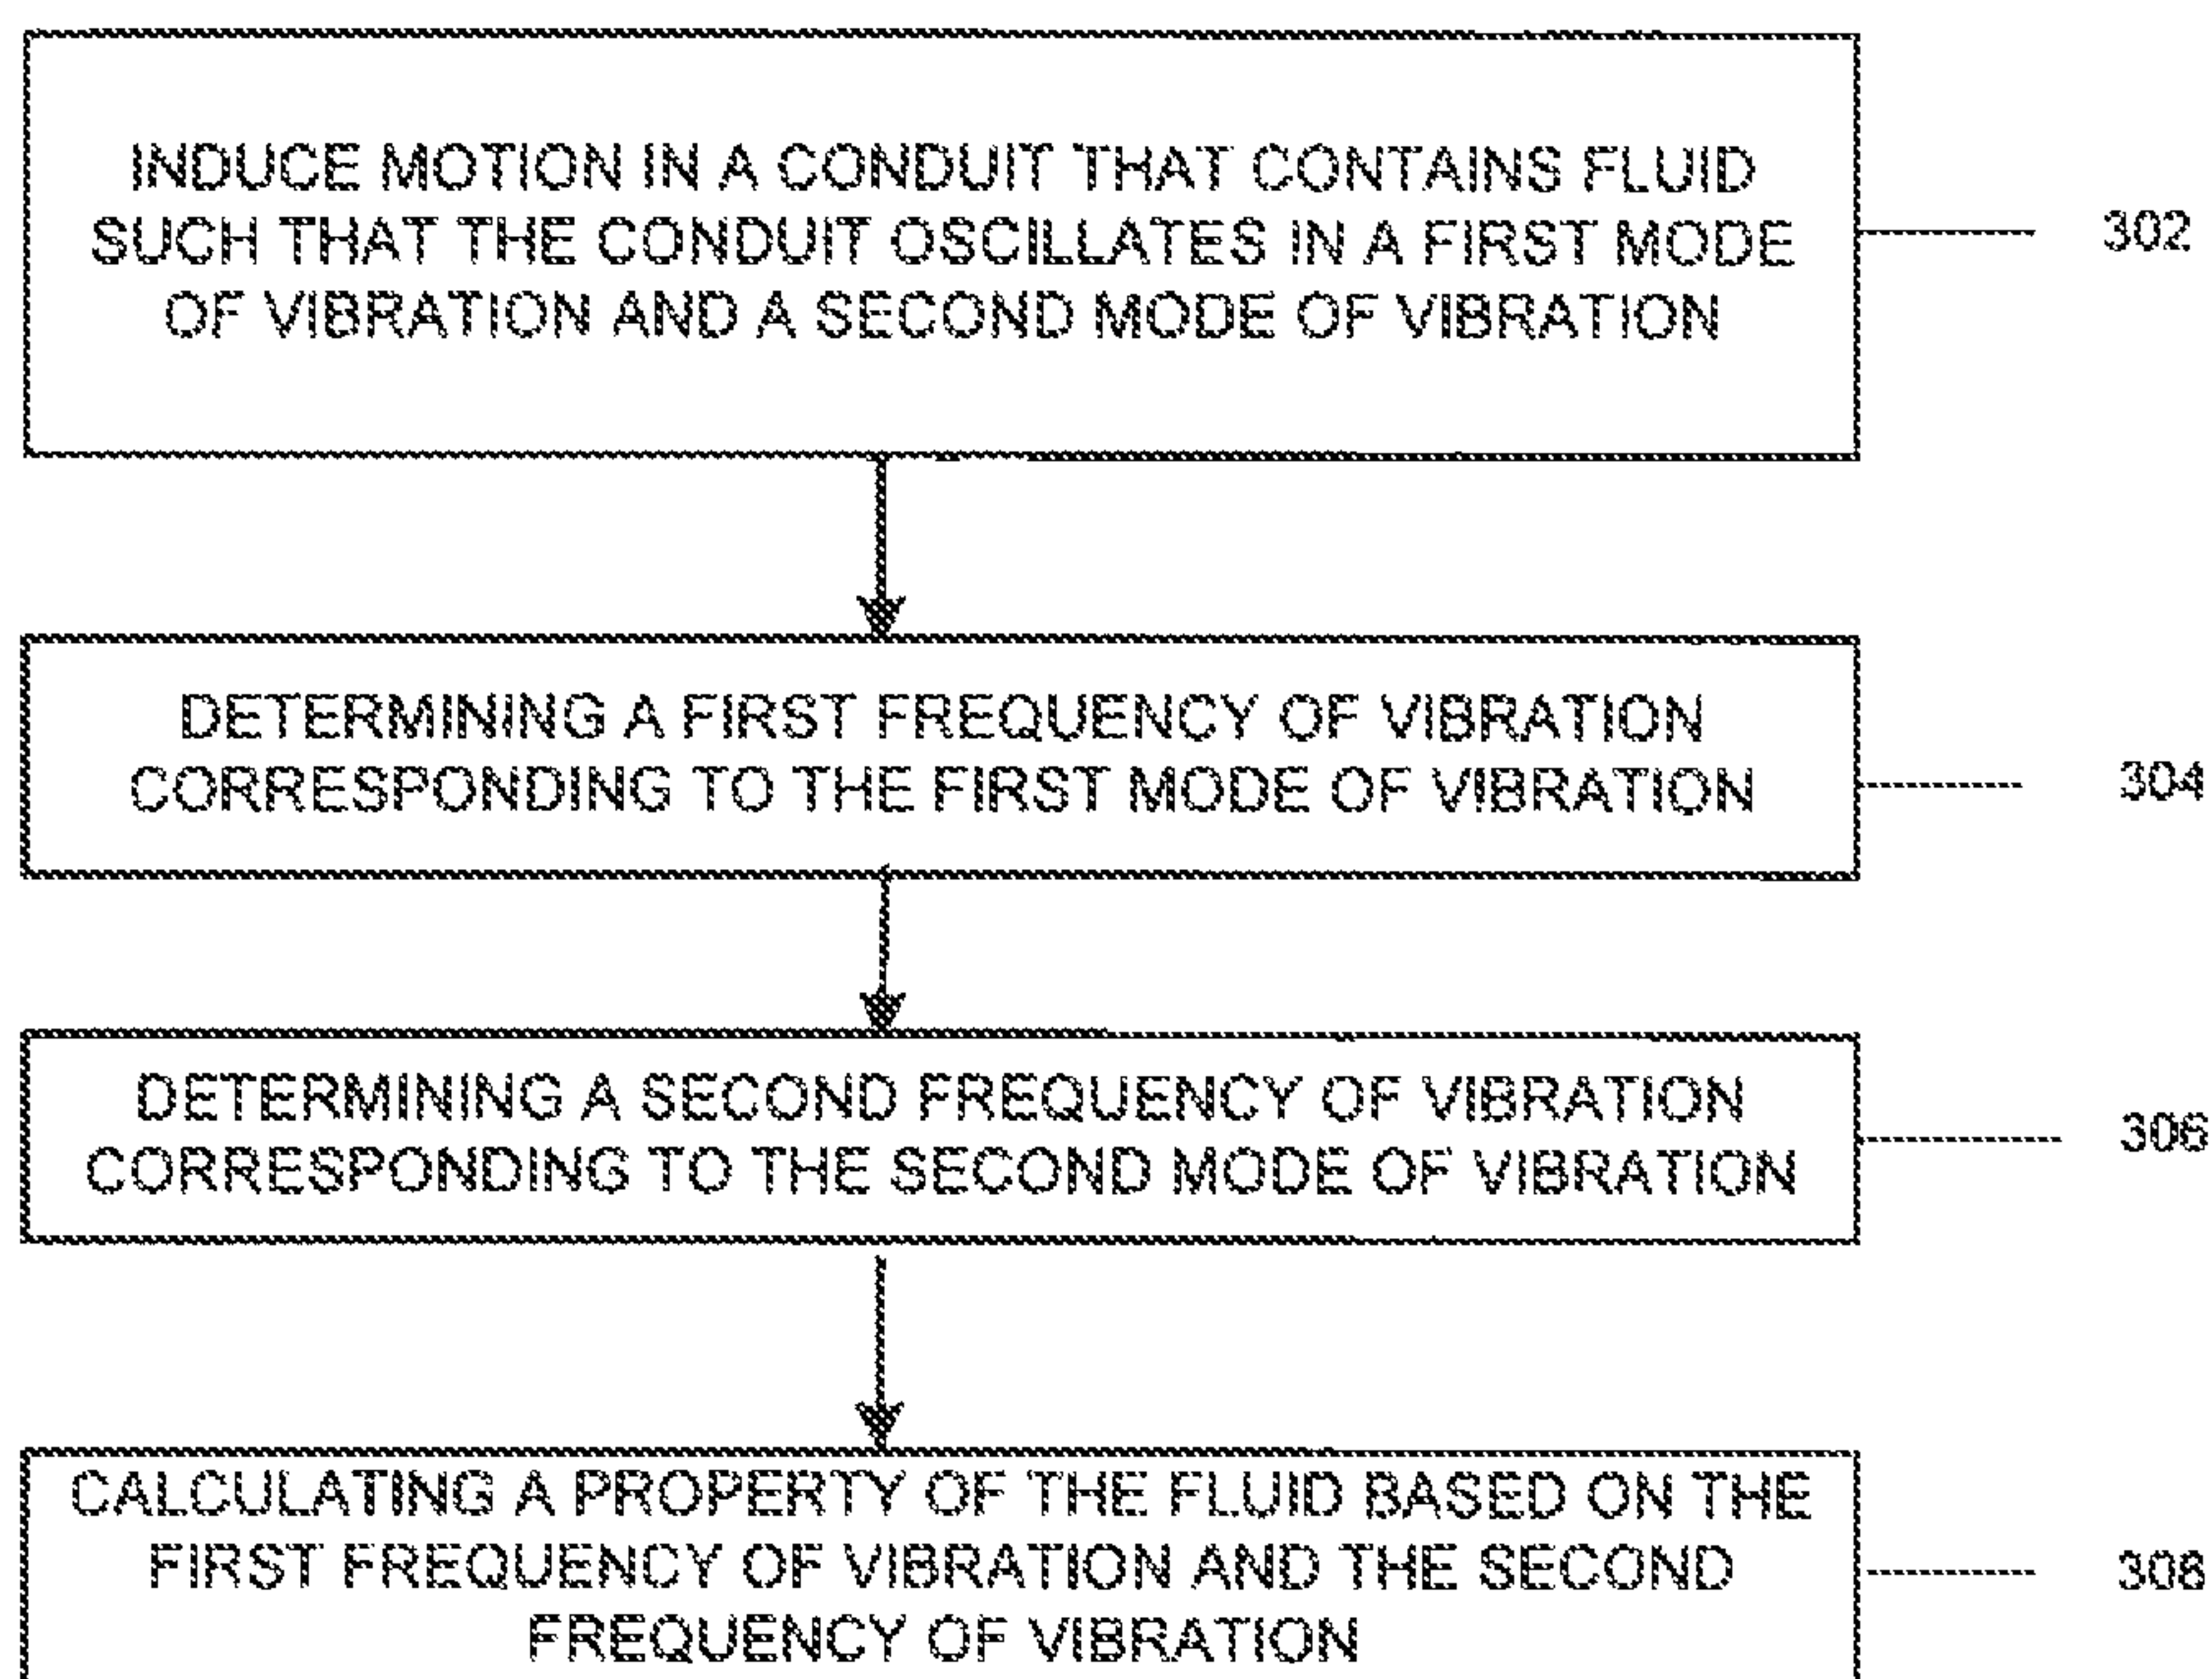 INDUCE MOTION IN A CONDUIT THAT CONTAINS FLUID
SUCH THAT THE CONDUIT OSCILLATES IN A FIRST MODE
OF VIBRATION AND A SECOND MODE OF VIBRATION
302
DETERMINING A FIRST FREQUENCY OF VIBRATION
CORRESPONDING TO THE FIRST MODE OF VIBRATION
304
DETERMINING A SECOND FREQUENCY OF VIBRATION
CORRESPONDING TO THE SECOND MODE OF VIBRATION
306
CALCULATING A PROPERTY OF THE FLUID BASED ON THE
FIRST FREQUENCY OF VIBRATION AND THE SECOND
FREQUENCY OF VIBRATION
308